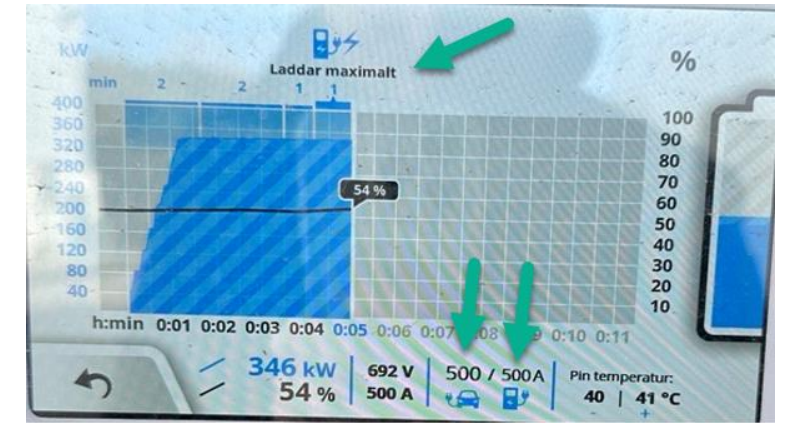 Laddar maximalt
kW
%
min 2 2 1 1
400
360
320
280
240
200
160
120
80
40
54 %
100
90
80
70
60
50
40
30
20
10
h:min 0:01 0:02 0:03 0:04 0:05 0:06 0:07 :08 9 0:10 0:11
346 kW
54 %
692 V
500 A
500 / 500A
Pin temperatur:
40 | 41 °C
- +